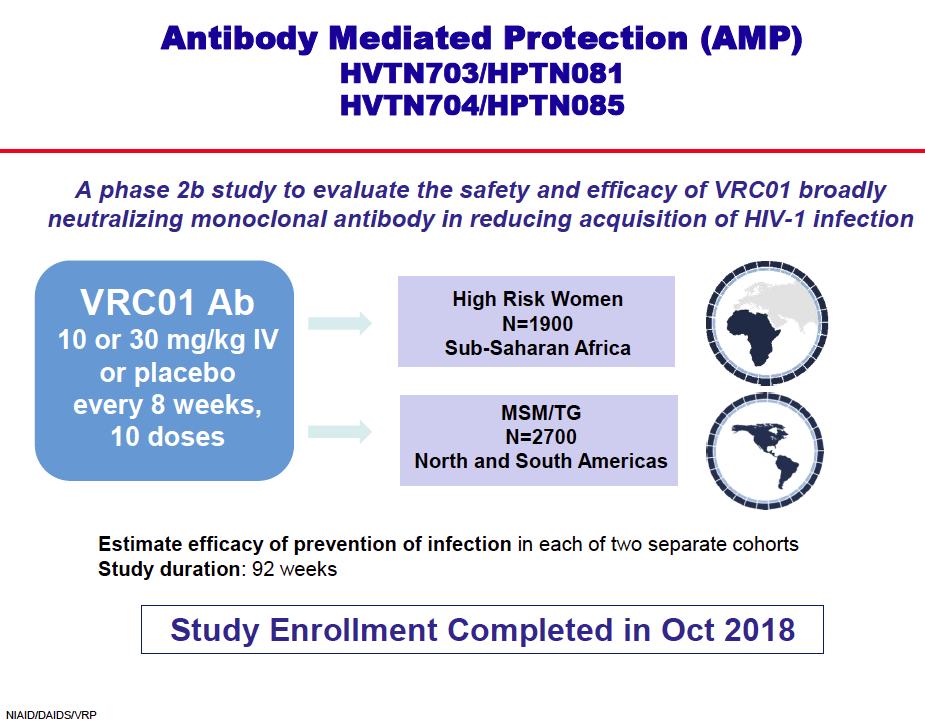 Antibody Mediated Protection (AMP)
HVTN703/HPTN081
HVTN704/HPTN085
A phase 2b study to evaluate the safety and efficacy of VRC01 broadly
neutralizing monoclonal antibody in reducing acquisition of HIV-1 infection
VRC01 Ab
10 or 30 mg/kg IV
or placebo
every 8 weeks,
10 doses
High Risk Women
N=1900
Sub-Saharan Africa
MSM/TG
N=2700
North and South Americas
Estimate efficacy of prevention of infection in each of two separate cohorts
Study duration: 92 weeks
Study Enrollment Completed in Oct 2018
NIAID/DAIDS/VRP